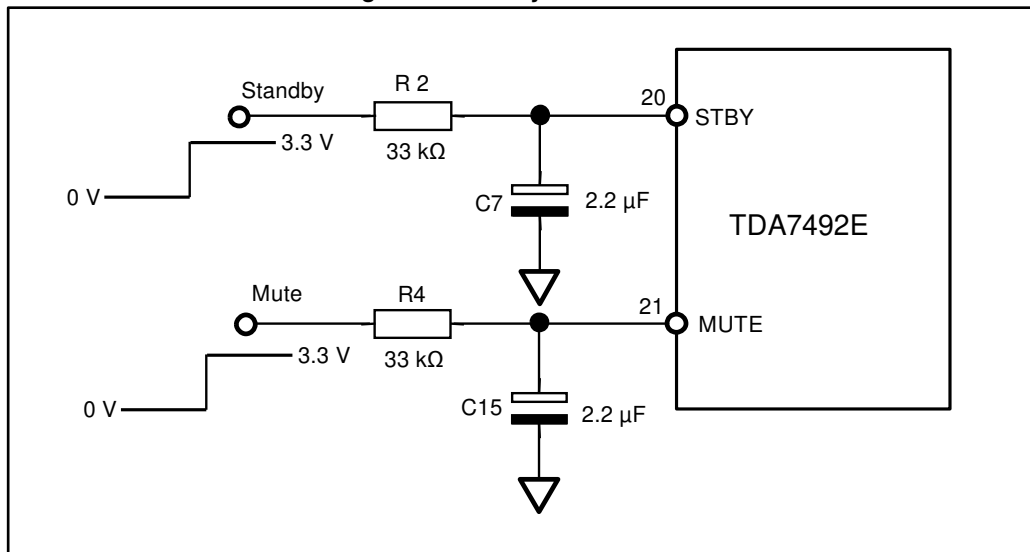 Standby
R 2
33 kΩ
3.3 V
0 V
C7
2.2 µF
20
STBY
TDA7492E
Mute
R4
33 kΩ
3.3 V
0 V
C15
2.2 µF
21
MUTE